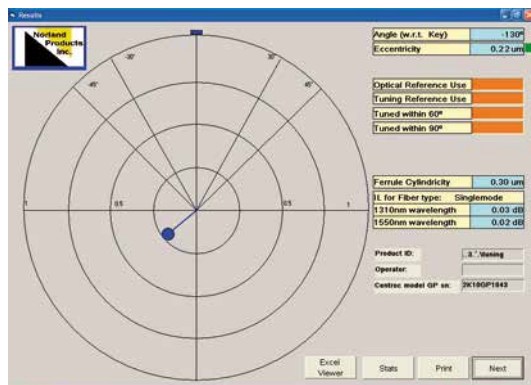 Results
Norland
Products
Inc.
-30°
30°
-45°
45°
1
0.5
0.5
1
Angle (w.r.t. Key) -130º
Eccentricity 0.22 um
Optical Reference Use
Tuning Reference Use
Tuned within 60º
Tuned within 90º
Ferrule Cylindricity 0.30 um
IL for Fiber type: Singlemode
1310nm wavelength 0.03 dB
1550nm wavelength 0.02 dB
Product ID:
Operator:
Centroc model GP sn: 2K18GP1843
Excel
Viewer
Stats
Print
Next